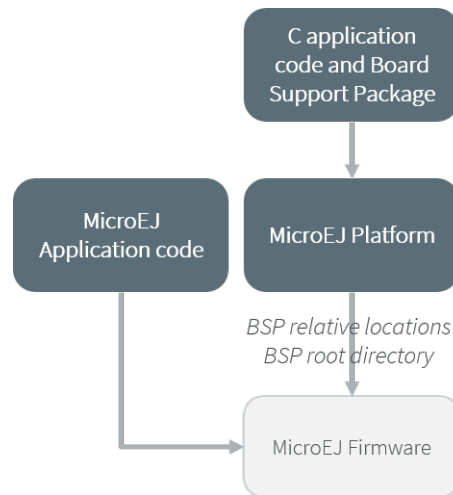 C application
code and Board
Support Package
MicroEJ
Application code
MicroEJ Platform
BSP relative locations
BSP root directory
MicroEJ Firmware